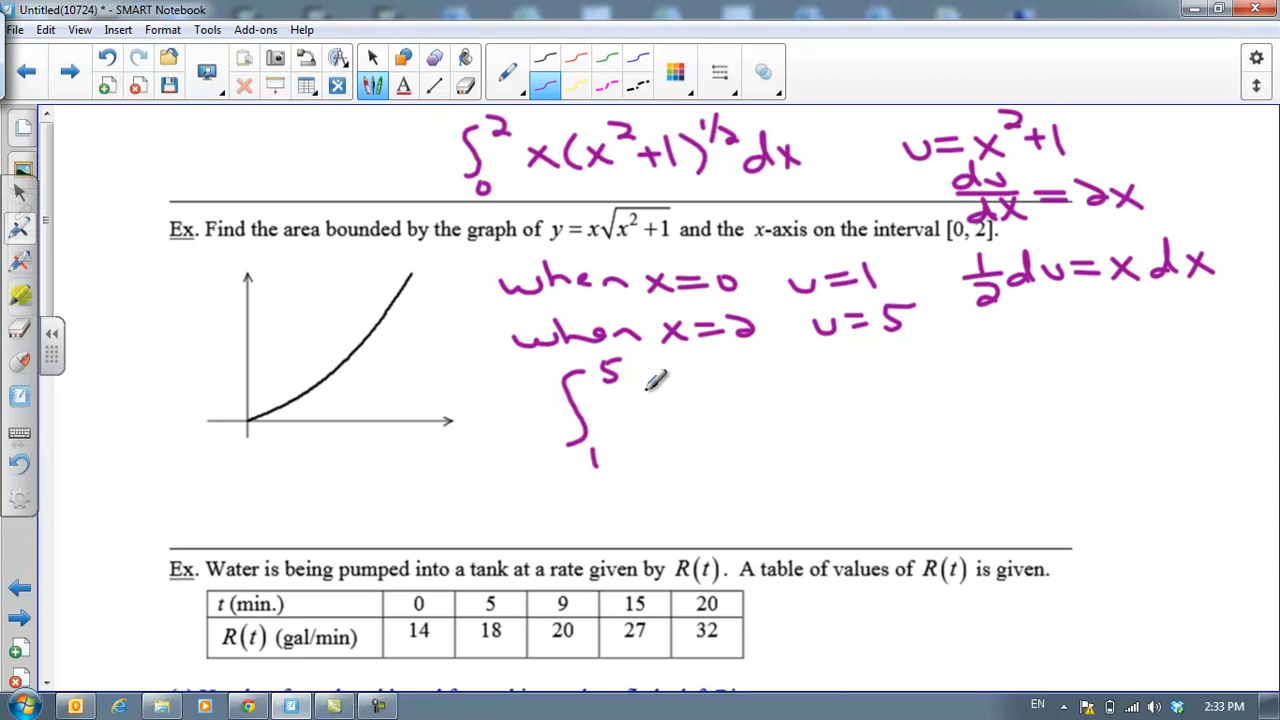 Untitled(10724) * - SMART Notebook
File Edit View Insert Format Tools Add-ons Help
∫₀² x(x²+1)^1/2 dx
u=x²+1
du/dx = 2x
Ex. Find the area bounded by the graph of y = x√(x² +1) and the x-axis on the interval [0, 2].
when x=0 u=1
1/2 du = x dx
when x=2 u=5
∫₁⁵
Ex. Water is being pumped into a tank at a rate given by R(t). A table of values of R(t) is given.
t (min.) 0 5 9 15 20
R(t) (gal/min) 14 18 20 27 32
EN 2:33 PM